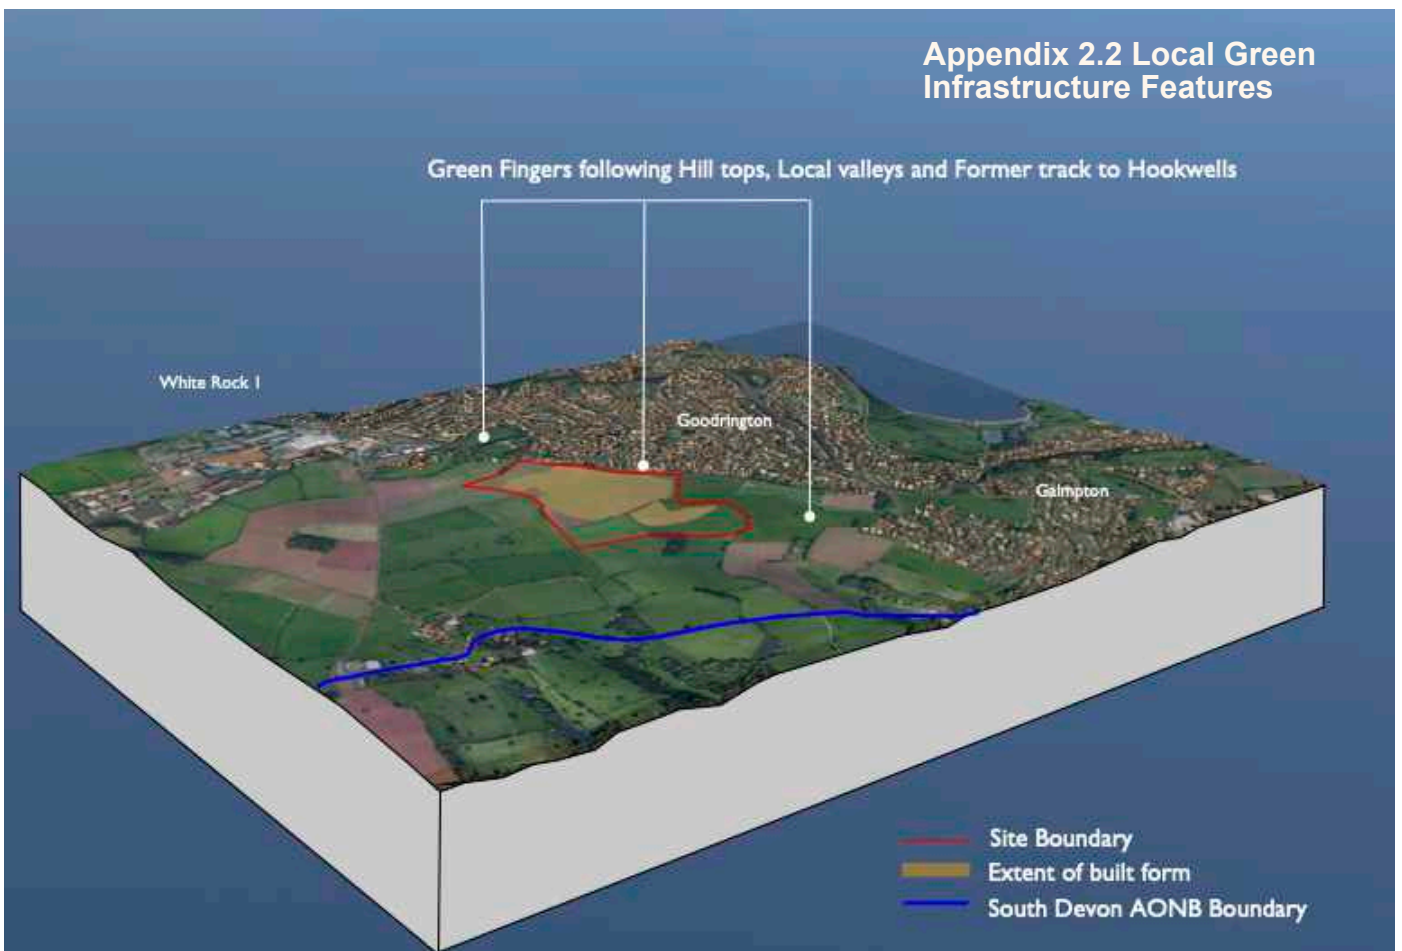 Appendix 2.2 Local Green
Infrastructure Features
Green Fingers following Hill tops, Local valleys and Former track to Hookwells
White Rock 1
Goodrington
Galmpton
Site Boundary
Extent of built form
South Devon AONB Boundary